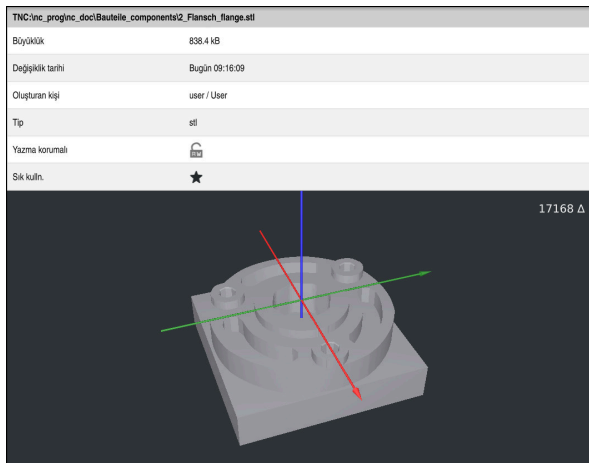 TNC:\nc_prog\nc_doc\Bauteile_components\2_Flansch_flange.stl
Büyüklük 838.4 kB
Değişiklik tarihi Bugün 09:16:09
Oluşturan kişi user / User
Tip stl
Yazma korumalı
Sık kulln.
17168 Δ